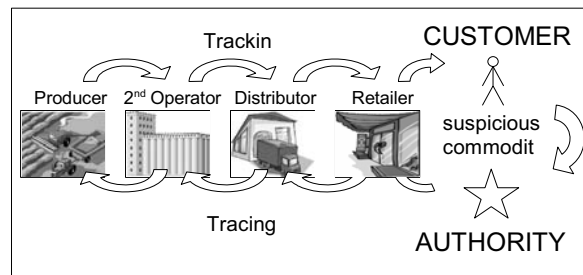 Trackin
CUSTOMER
Producer
2nd Operator
Distributor
Retailer
suspicious
commodit
Tracing
AUTHORITY